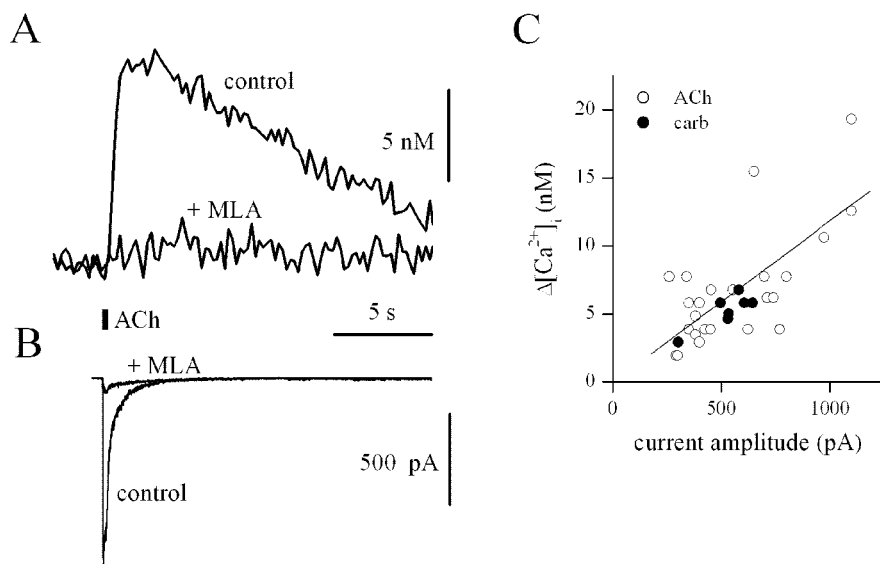 A
control
5 nM
+ MLA
ACh
5 s
B
+ MLA
500 pA
control
C
ACh
carb
20
15
10
5
0
Δ[Ca²⁺]ᵢ (nM)
0
500
1000
current amplitude (pA)